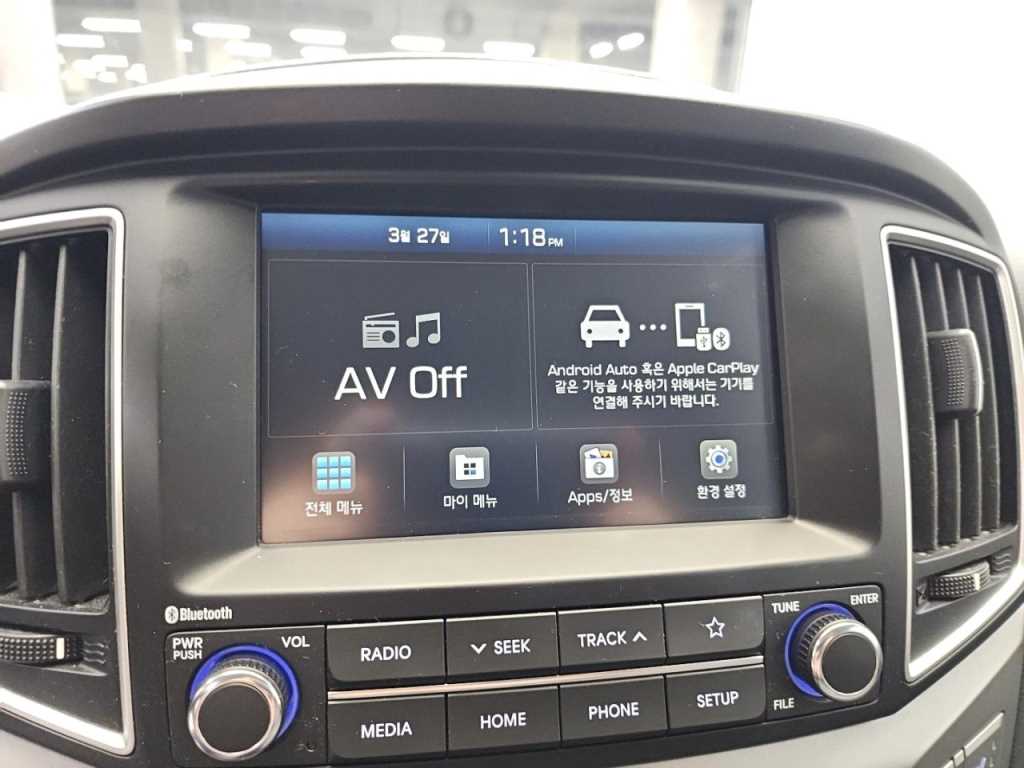 3월 27일 1:18 PM
AV Off
Android Auto 혹은 Apple CarPlay
같은 기능을 사용하기 위해서는 기기를
연결해 주시기 바랍니다.
전체 메뉴
마이 메뉴
Apps/정보
환경 설정
Bluetooth
PWR
PUSH
VOL
RADIO
SEEK
TRACK
TUNE
ENTER
MEDIA
HOME
PHONE
SETUP
FILE